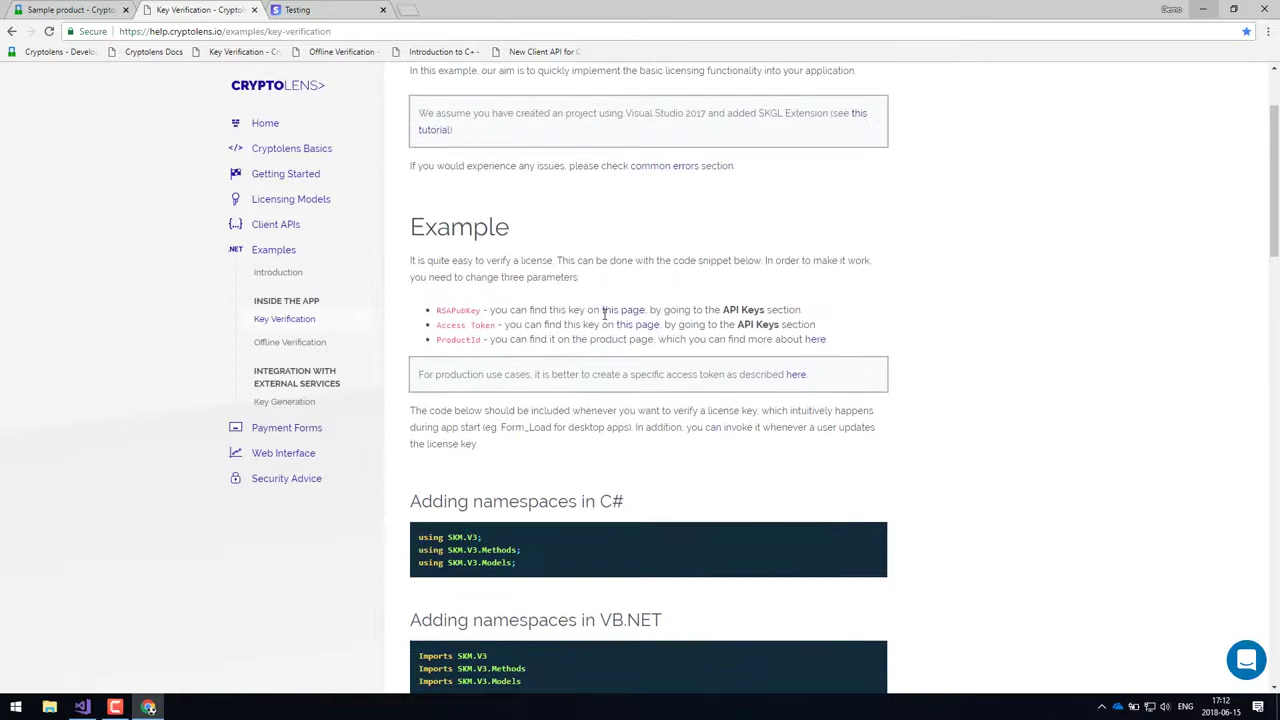 Sample product - Crypto
Key Verification - Crypto
Testing
Demo
Secure
https://help.cryptolens.io/examples/key-verification
Cryptolens - Develo
Cryptolens Docs
Key Verification - Cr
Offline Verification -
Introduction to C++
New Client API for C
CRYPTOLENS>
Home
Cryptolens Basics
Getting Started
Licensing Models
Client APIs
.NET Examples
Introduction
INSIDE THE APP
Key Verification
Offline Verification
INTEGRATION WITH
EXTERNAL SERVICES
Key Generation
Payment Forms
Web Interface
Security Advice
In this example, our aim is to quickly implement the basic licensing functionality into your application.
We assume you have created an project using Visual Studio 2017 and added SKGL Extension (see this
tutorial)
If you would experience any issues, please check common errors section.
Example
It is quite easy to verify a license. This can be done with the code snippet below. In order to make it work,
you need to change three parameters:
RSAPubKey - you can find this key on this page, by going to the API Keys section
Access Token - you can find this key on this page, by going to the API Keys section
ProductId - you can find it on the product page, which you can find more about here.
For production use cases, it is better to create a specific access token as described here.
The code below should be included whenever you want to verify a license key, which intuitively happens
during app start (eg. Form_Load for desktop apps). In addition, you can invoke it whenever a user updates
the license key
Adding namespaces in C#
using SKM.V3;
using SKM.V3.Methods;
using SKM.V3.Models;
Adding namespaces in VB.NET
Imports SKM.V3
Imports SKM.V3.Methods
Imports SKM.V3.Models
ENG
17:12
2018-06-15